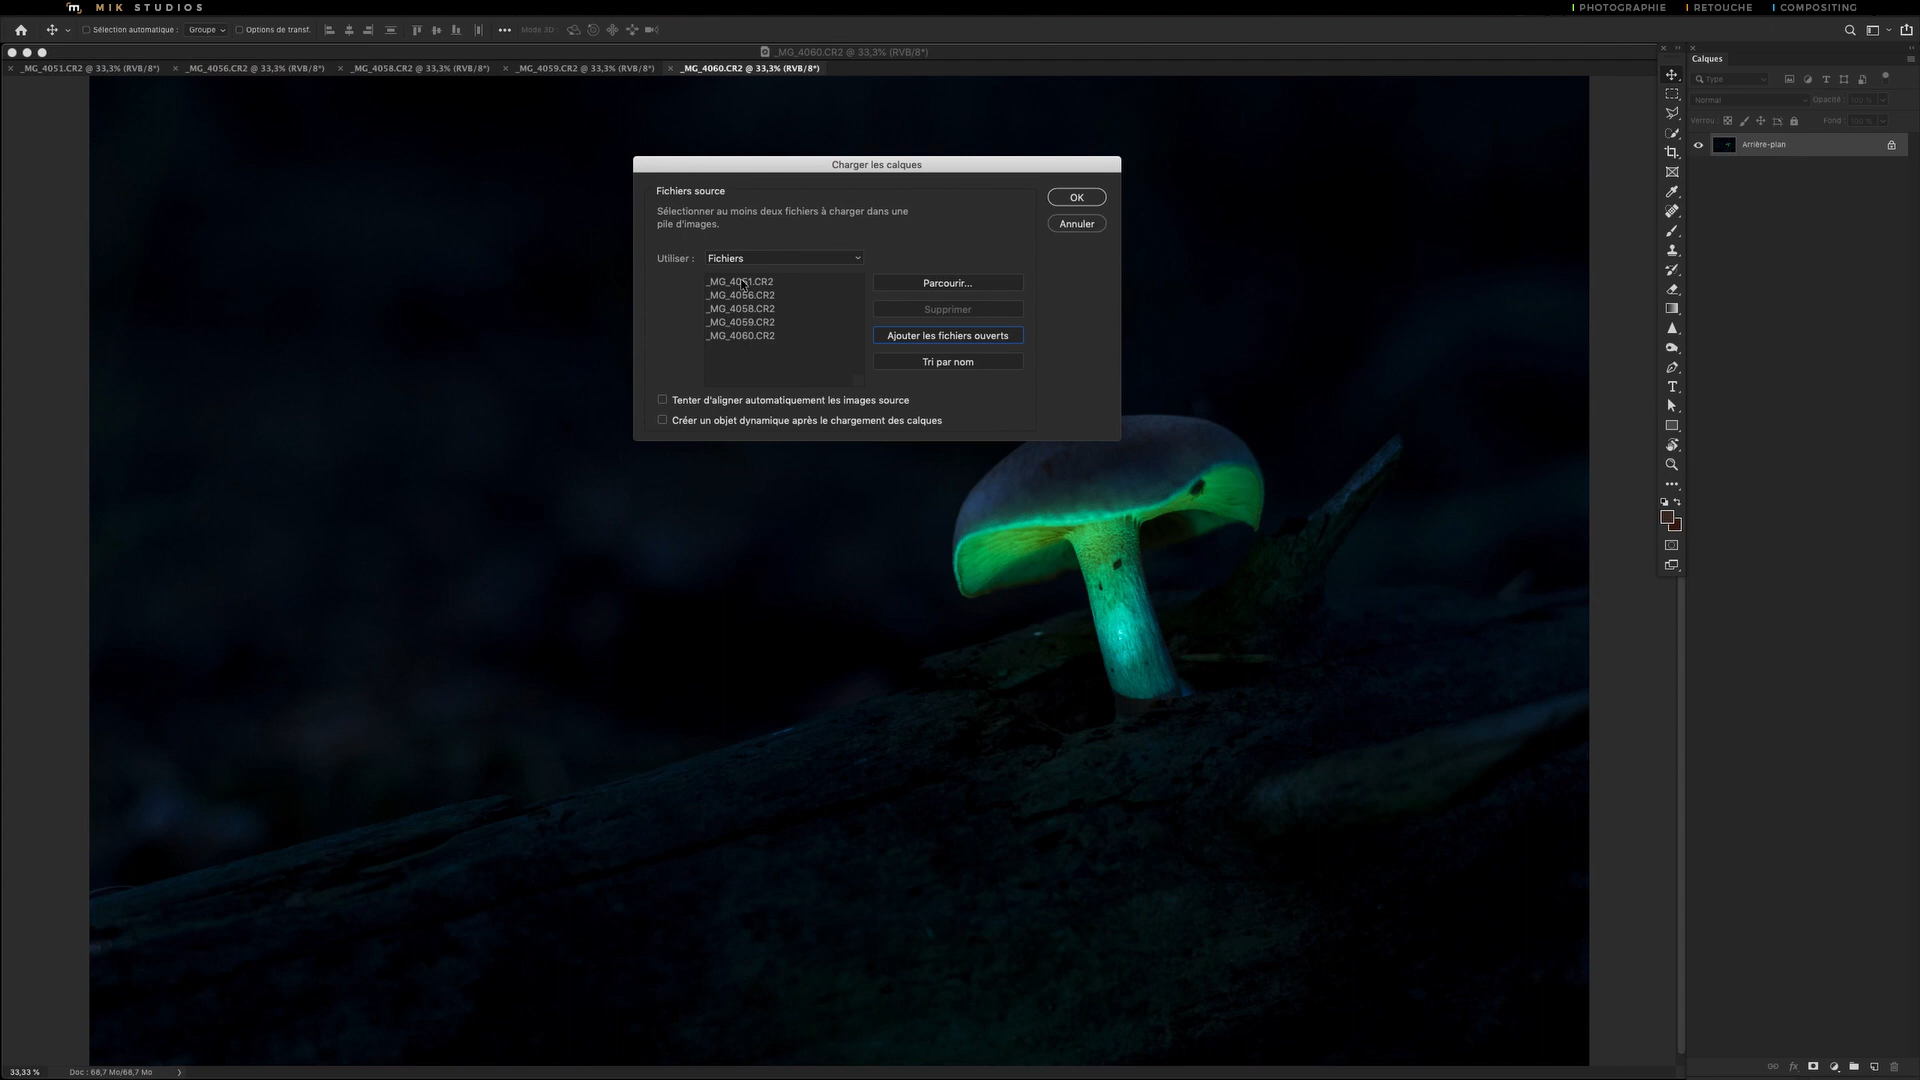 MIK STUDIOS
PHOTOGRAPHIE
RETOUCHE
COMPOSITING
Sélection automatique :
Groupe
Options de transf.
Mode 3D :
_MG_4060.CR2 @ 33,3% (RVB/8*)
_MG_4051.CR2 @ 33,3% (RVB/8*)
_MG_4056.CR2 @ 33,3% (RVB/8*)
_MG_4058.CR2 @ 33,3% (RVB/8*)
_MG_4059.CR2 @ 33,3% (RVB/8*)
_MG_4060.CR2 @ 33,3% (RVB/8*)
Calques
Type
Normal
Opacité : 100 %
Verrou :
Fond : 100 %
Arrière-plan
Charger les calques
Fichiers source
Sélectionner au moins deux fichiers à charger dans une
pile d'images.
OK
Annuler
Utiliser :
Fichiers
_MG_4051.CR2
_MG_4056.CR2
_MG_4058.CR2
_MG_4059.CR2
_MG_4060.CR2
Parcourir...
Supprimer
Ajouter les fichiers ouverts
Tri par nom
Tenter d'aligner automatiquement les images source
Créer un objet dynamique après le chargement des calques
33,33 %
Doc : 68,7 Mo/68,7 Mo